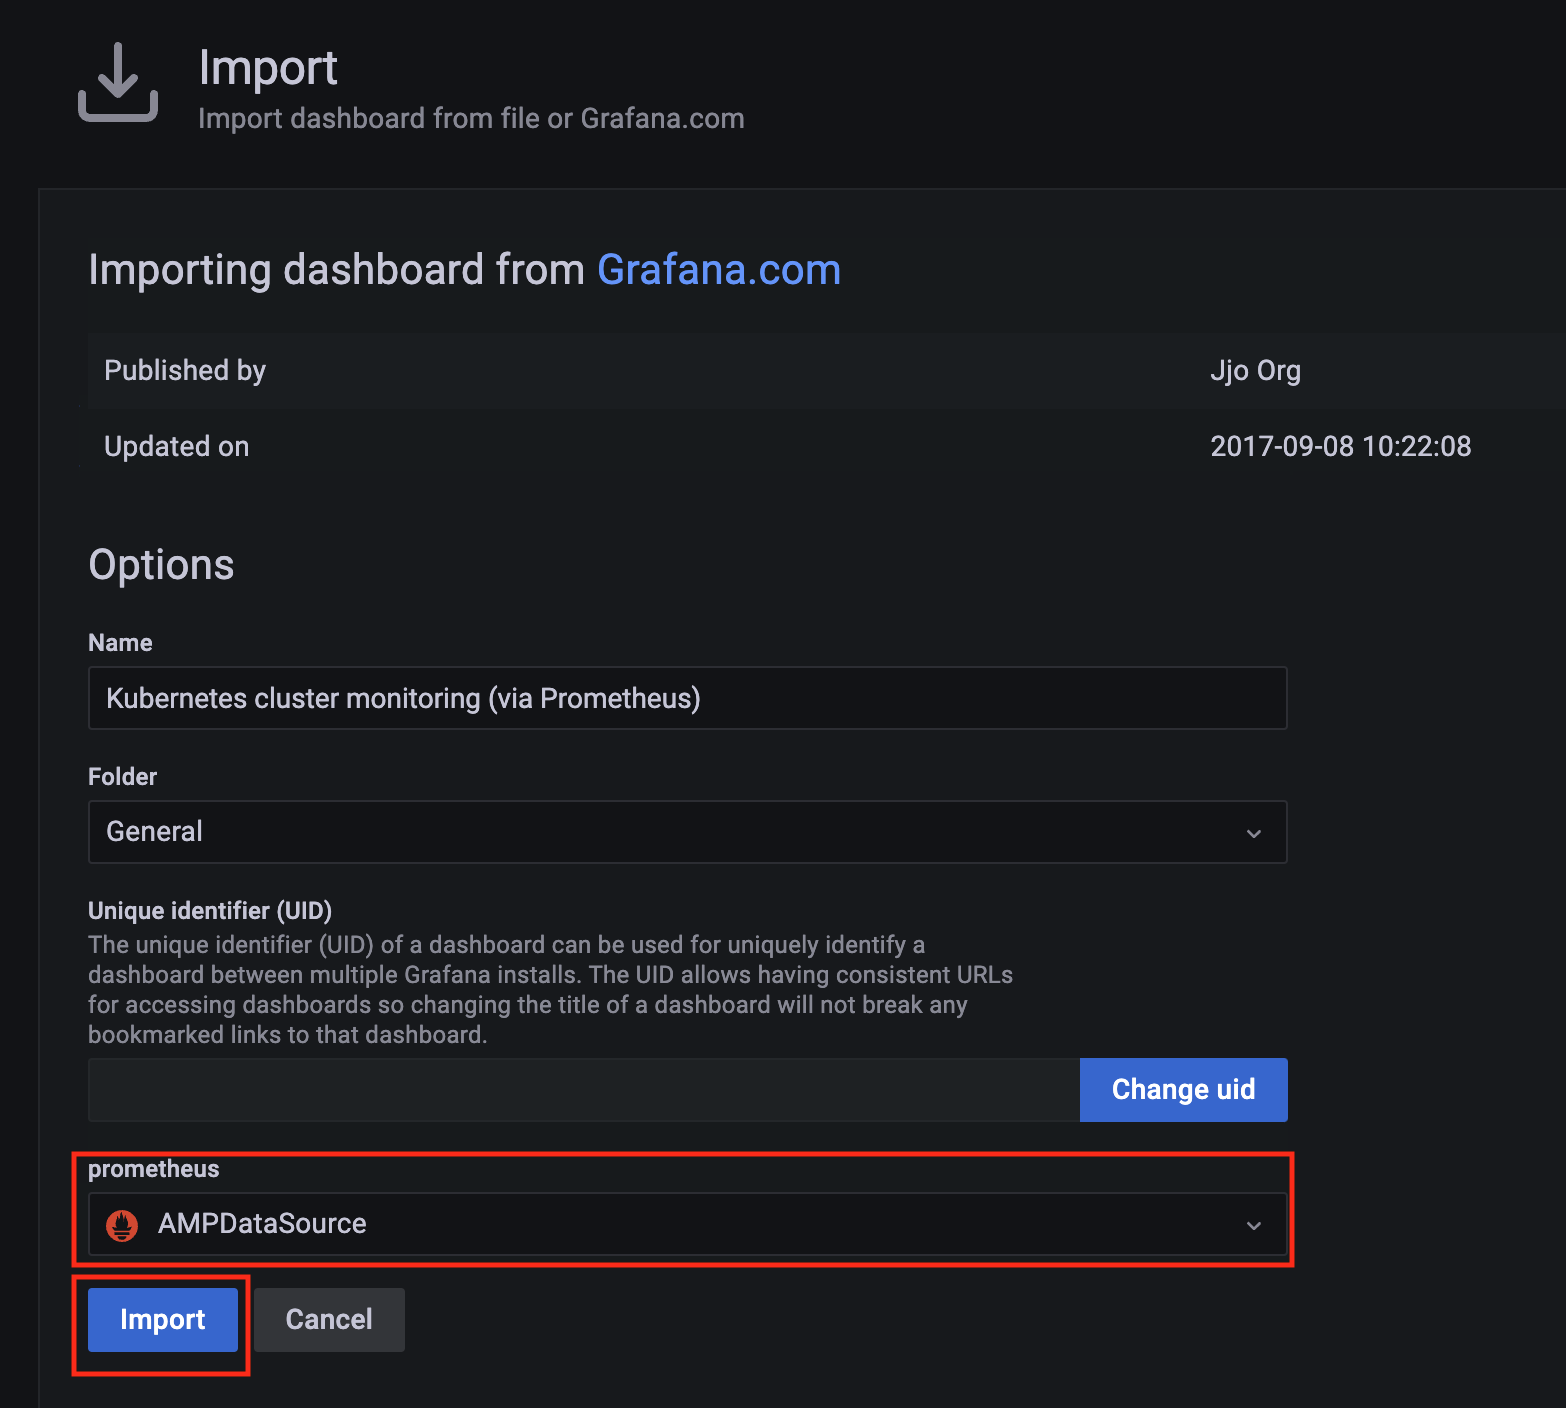 Import
Import dashboard from file or Grafana.com
Importing dashboard from Grafana.com
Published by Jjo Org
Updated on 2017-09-08 10:22:08
Options
Name
Kubernetes cluster monitoring (via Prometheus)
Folder
General
Unique identifier (UID)
The unique identifier (UID) of a dashboard can be used for uniquely identify a
dashboard between multiple Grafana installs. The UID allows having consistent URLs
for accessing dashboards so changing the title of a dashboard will not break any
bookmarked links to that dashboard.
Change uid
prometheus
AMPDataSource
Import Cancel